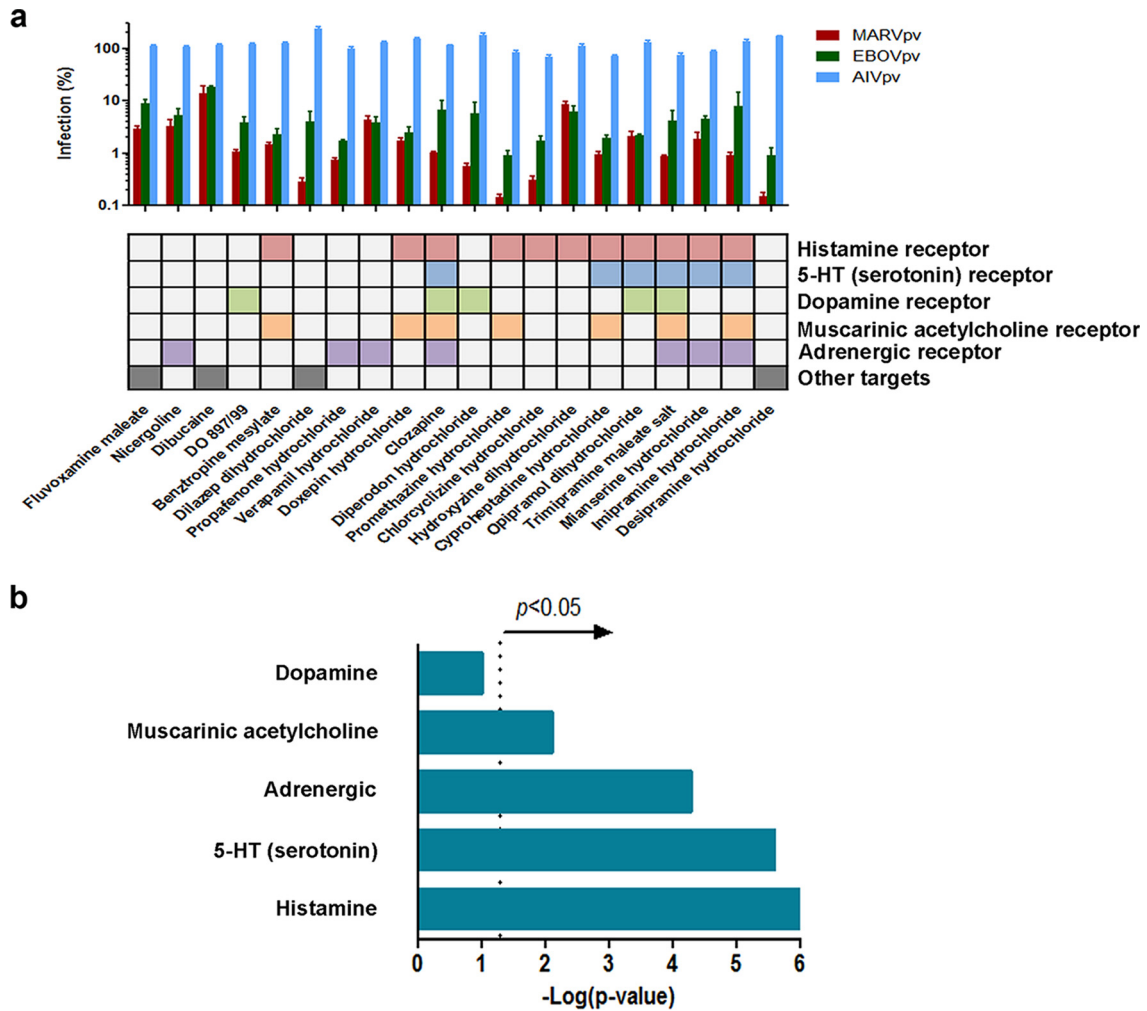 a
MARVpv
EBOVpv
AIVpv
Infection (%)
100
10
1
0.1
Histamine receptor
5-HT (serotonin) receptor
Dopamine receptor
Muscarinic acetylcholine receptor
Adrenergic receptor
Other targets
Fluvoxamine maleate
Nicergoline
Dibucaine
DO 897/99
Benztropine mesylate
Dilazep dihydrochloride
Propafenone hydrochloride
Verapamil hydrochloride
Doxepin hydrochloride
Clozapine
Diperodon hydrochloride
Promethazine hydrochloride
Chlorcyclizine hydrochloride
Hydroxyzine dihydrochloride
Cyproheptadine hydrochloride
Opipramol dihydrochloride
Trimipramine maleate salt
Mianserine hydrochloride
Imipramine hydrochloride
Desipramine hydrochloride
b
p<0.05
Dopamine
Muscarinic acetylcholine
Adrenergic
5-HT (serotonin)
Histamine
0 1 2 3 4 5 6
-Log(p-value)